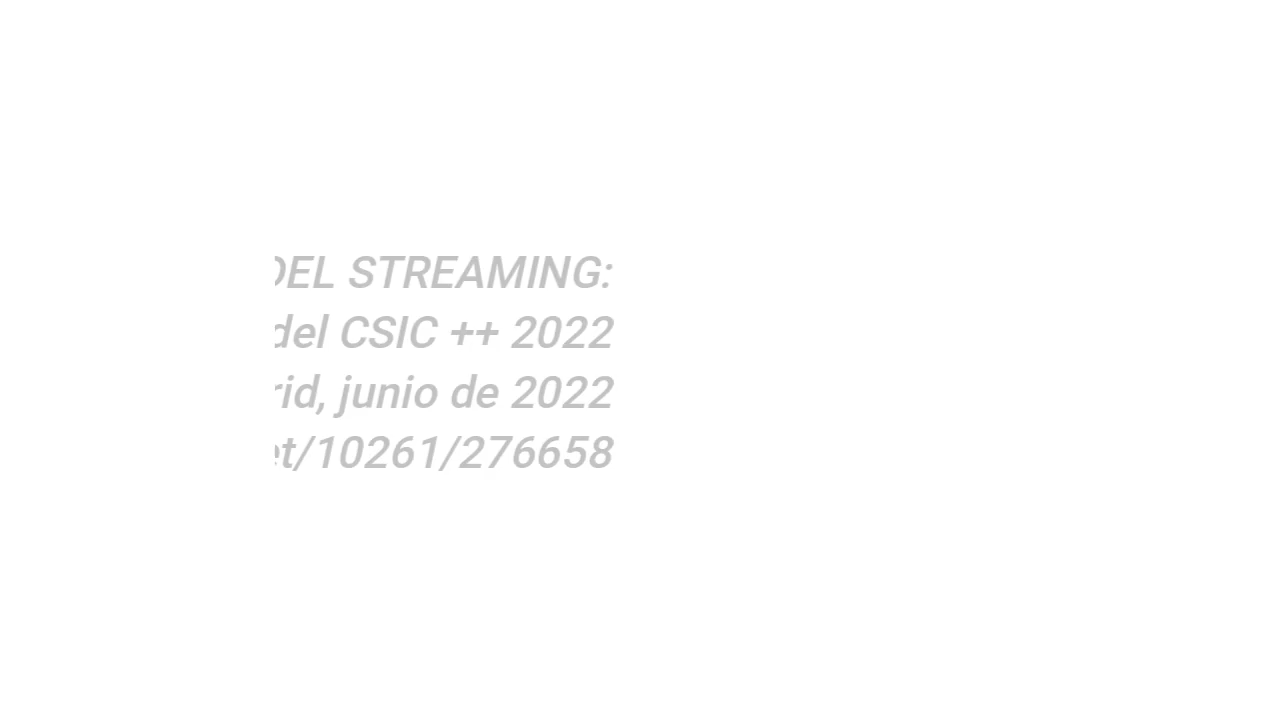 DEL STREAMING:
del CSIC ++ 2022
rid, junio de 2022
et/10261/276658